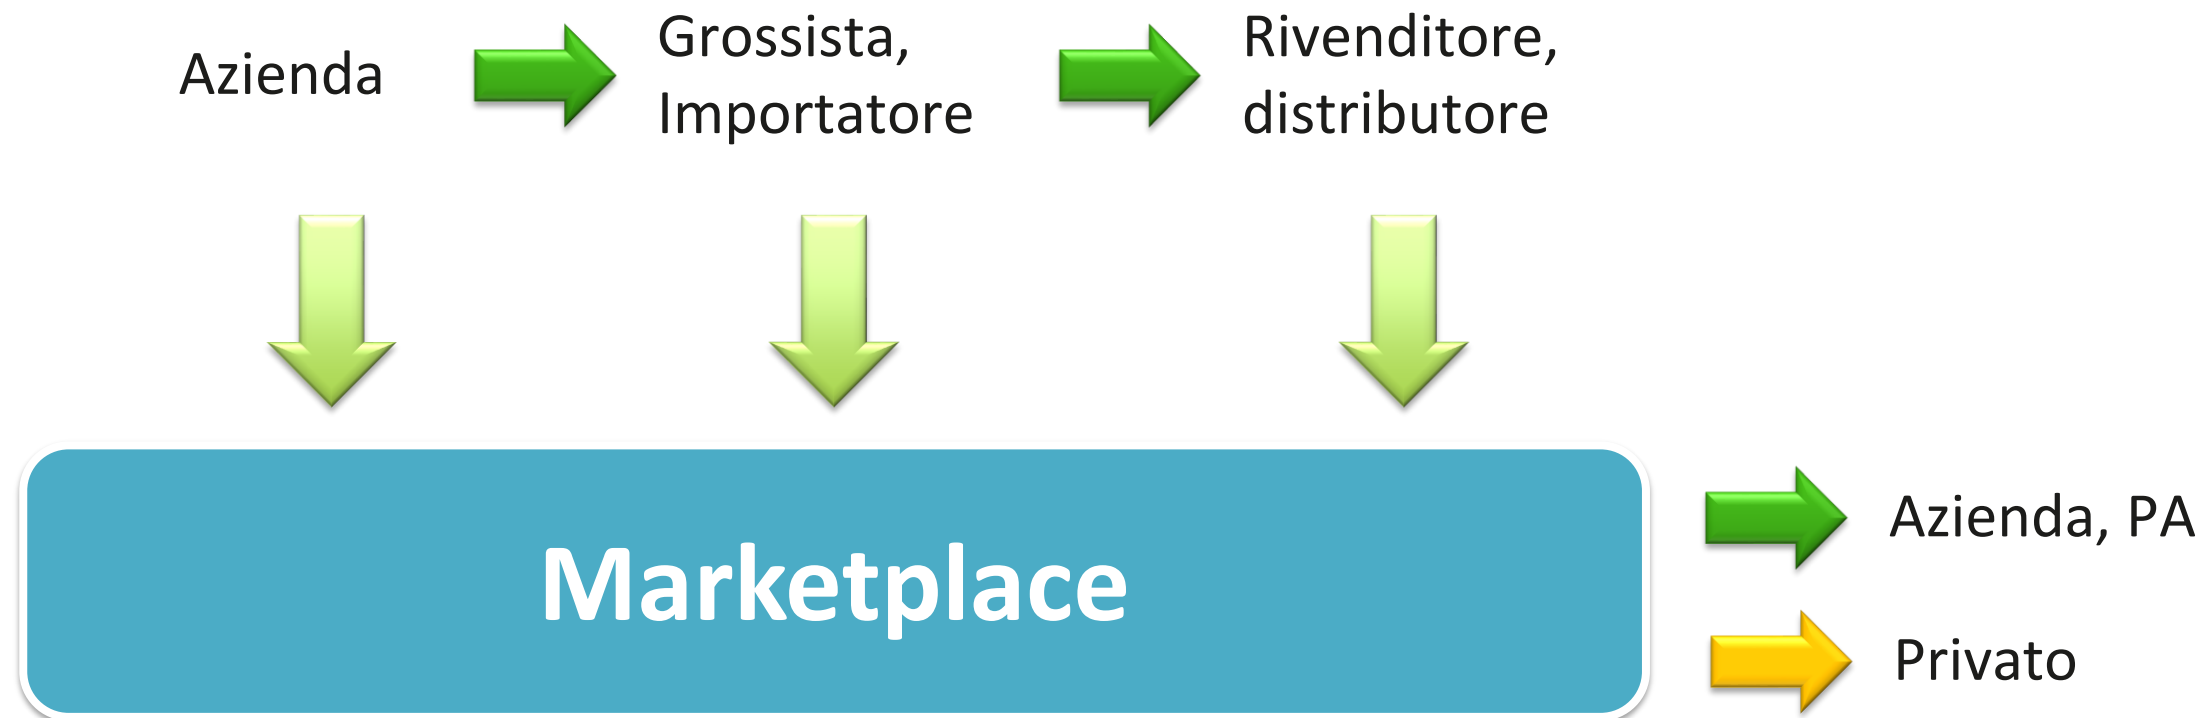 Azienda
Grossista,
Importatore
Rivenditore,
distributore
Marketplace
Azienda, PA
Privato